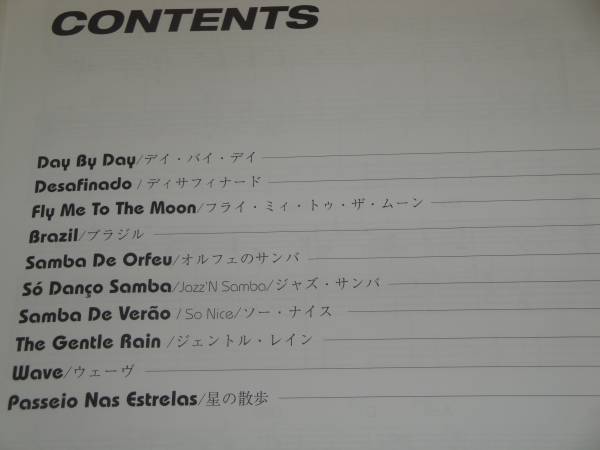 CONTENTS
Day By Day/デイ・バイ・デイ
Desafinado / ディサフィナード
Fly Me To The Moon/フライ・ミィ・トゥ・ザ・ムーン
Brazil/ブラジル
Samba De Orfeu/オルフェのサンバ
Só Danço Samba/Jazz'N Samba/ジャズ・サンバ
Samba De Verão / So Nice/ソー・ナイス
The Gentle Rain /ジェントル・レイン
Wave/ウェーヴ
Passeio Nas Estrelas/星の散歩